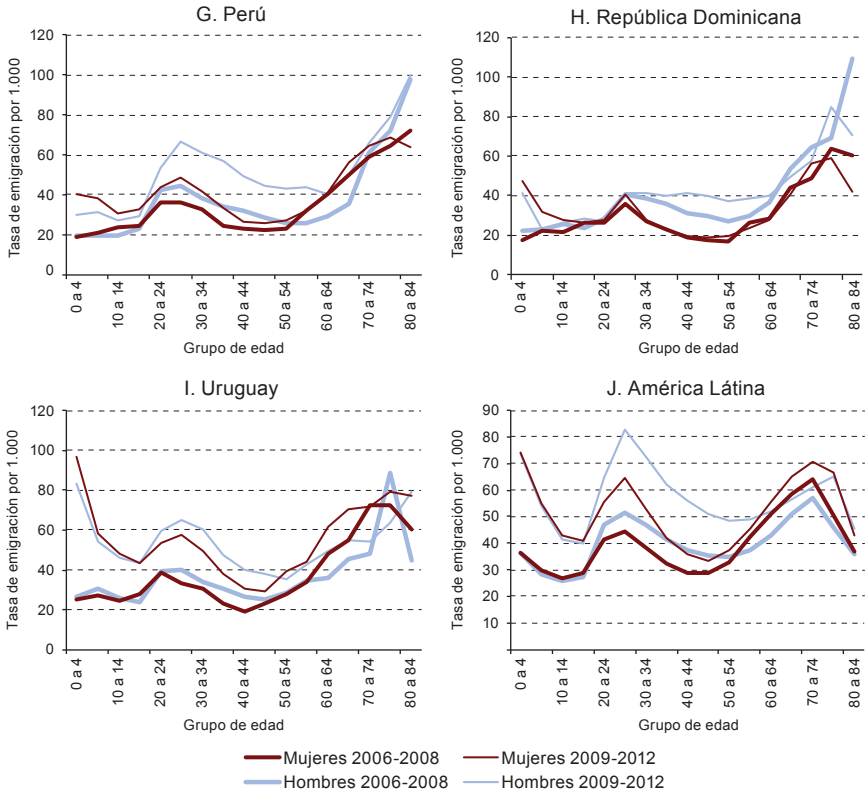 G. Perú
Tasa de emigración por 1.000
120
100
80
60
40
20
0
0 a 4
10 a 14
20 a 24
30 a 34
40 a 44
50 a 54
60 a 64
70 a 74
80 a 84
Grupo de edad
H. República Dominicana
Tasa de emigración por 1.000
120
100
80
60
40
20
0
0 a 4
10 a 14
20 a 24
30 a 34
40 a 44
50 a 54
60 a 64
70 a 74
80 a 84
Grupo de edad
I. Uruguay
Tasa de emigración por 1.000
120
100
80
60
40
20
0
0 a 4
10 a 14
20 a 24
30 a 34
40 a 44
50 a 54
60 a 64
70 a 74
80 a 84
Grupo de edad
J. América Látina
Tasa de emigración por 1.000
90
80
70
60
50
40
30
20
10
0 a 4
10 a 14
20 a 24
30 a 34
40 a 44
50 a 54
60 a 64
70 a 74
80 a 84
Grupo de edad
Mujeres 2006-2008
Mujeres 2009-2012
Hombres 2006-2008
Hombres 2009-2012